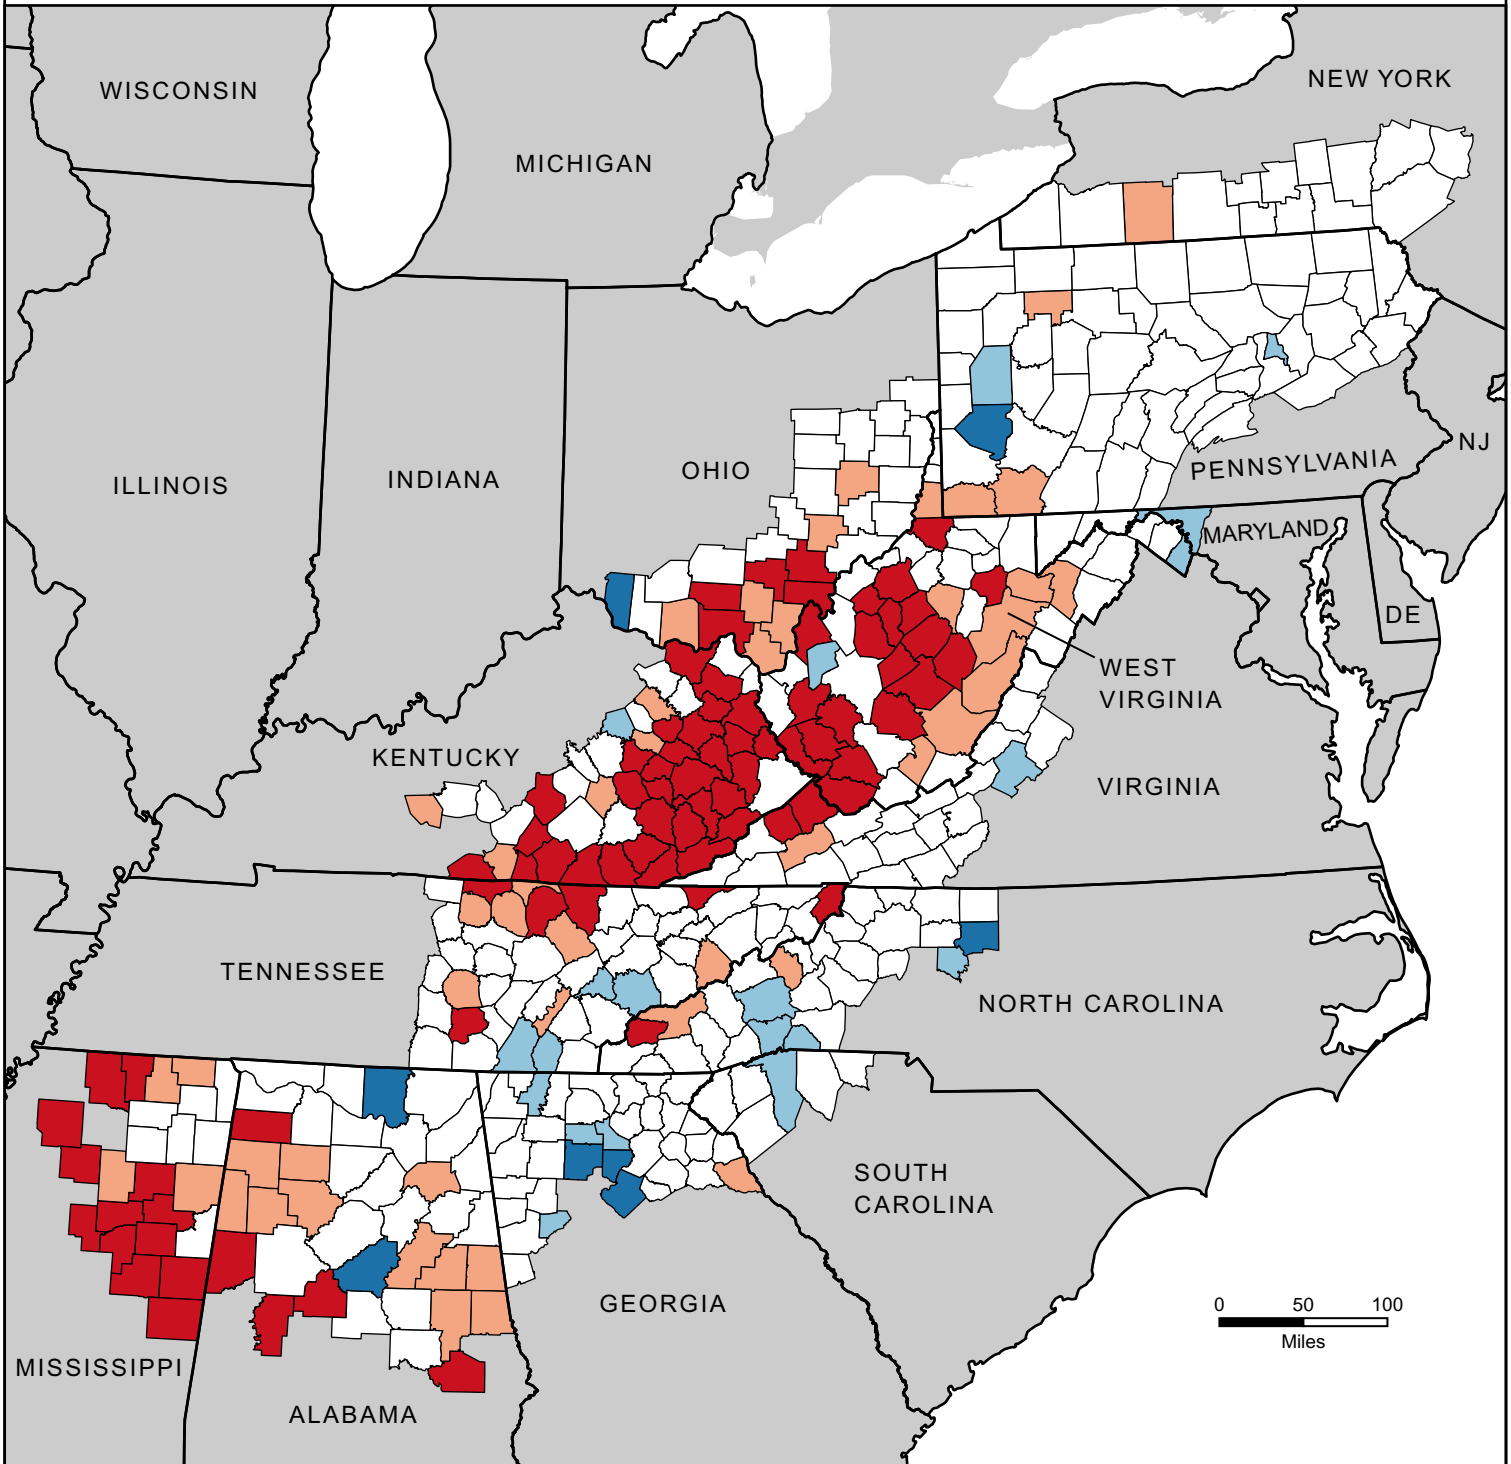 NEW YORK
WISCONSIN
MICHIGAN
NJ
PENNSYLVANIA
OHIO
INDIANA
ILLINOIS
MARYLAND
DE
WEST
VIRGINIA
KENTUCKY
VIRGINIA
TENNESSEE
NORTH CAROLINA
SOUTH
CAROLINA
GEORGIA
0 50 100
Miles
MISSISSIPPI
ALABAMA